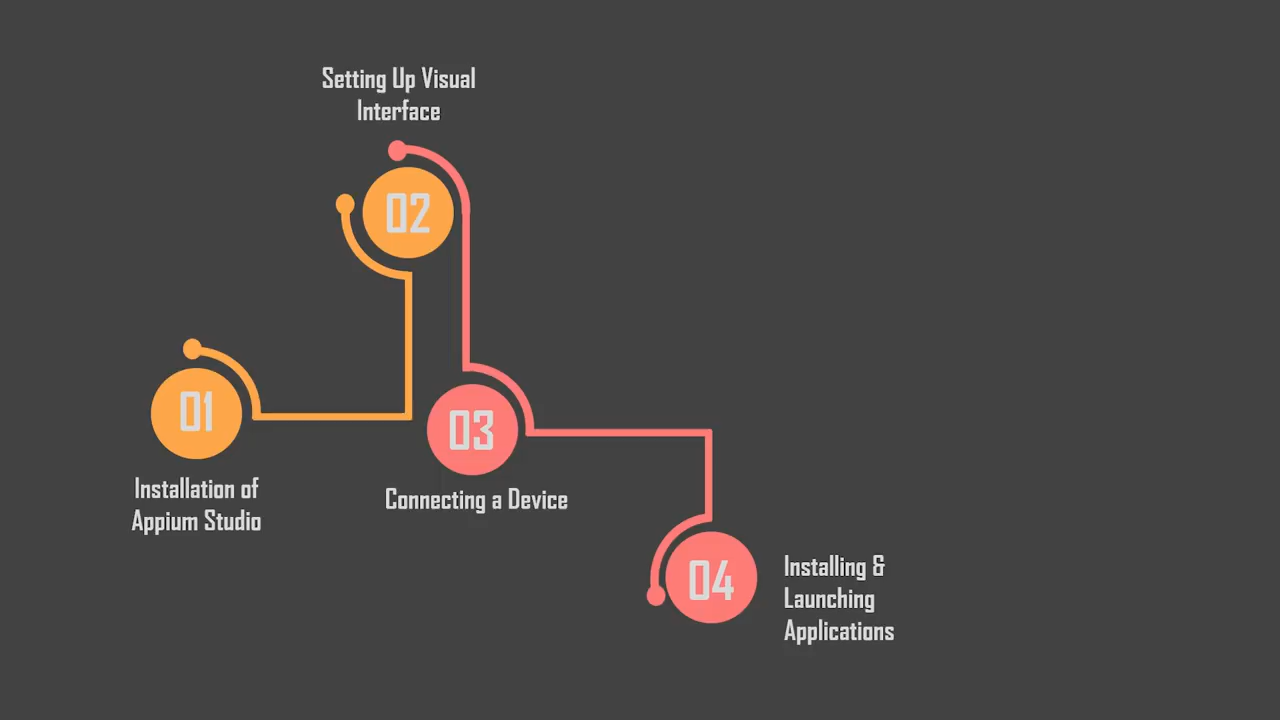 01
Installation of
Appium Studio
Setting Up Visual
Interface
02
03
Connecting a Device
04
Installing &
Launching
Applications